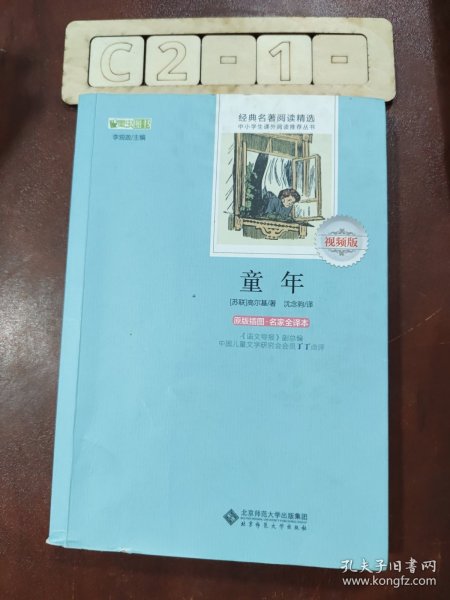 C2-1-
李继勇/主编
经典名著阅读精选
中小学生课外阅读推荐丛书
视频版
童年
[苏联]高尔基/著 沈念驹/译
原版插图·名家全译本
《语文导报》副总编
中国儿童文学研究会会员丁丁点评
北京师范大学出版集团
北京师范大学出版社
孔夫子旧书网
www.kongfz.com